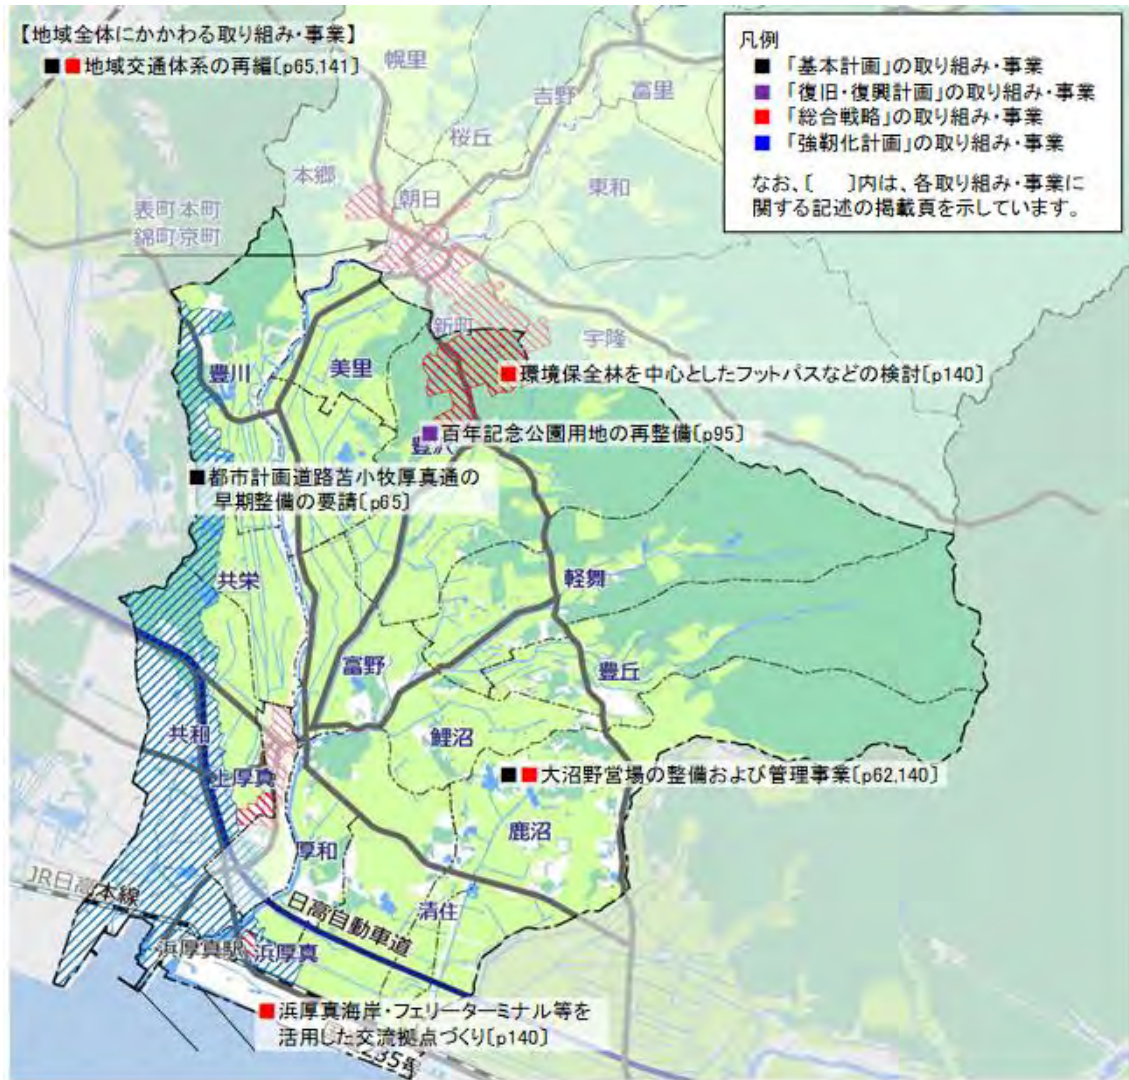 【地域全体にかかわる取り組み・事業】
■■地域交通体系の再編〔p65,141〕
凡例
■「基本計画」の取り組み・事業
■「復旧・復興計画」の取り組み・事業
■「総合戦略」の取り組み・事業
■「強靭化計画」の取り組み・事業
なお、〔　〕内は、各取り組み・事業に
関する記述の掲載頁を示しています。
幌里
吉野
富里
桜丘
本郷
朝日
東和
表町本町
錦町京町
新町
宇隆
豊川
美里
■環境保全林を中心としたフットパスなどの検討〔p140〕
■百年記念公園用地の再整備〔p95〕
■都市計画道路苫小牧厚真通の
早期整備の要請〔p65〕
共栄
軽舞
富野
豊丘
共和
鯉沼
上厚真
■■大沼野営場の整備および管理事業〔p62,140〕
鹿沼
厚和
JR日高本線
日高自動車道
清住
浜厚真駅
浜厚真
■浜厚真海岸・フェリーターミナル等を
活用した交流拠点づくり〔p140〕
235号